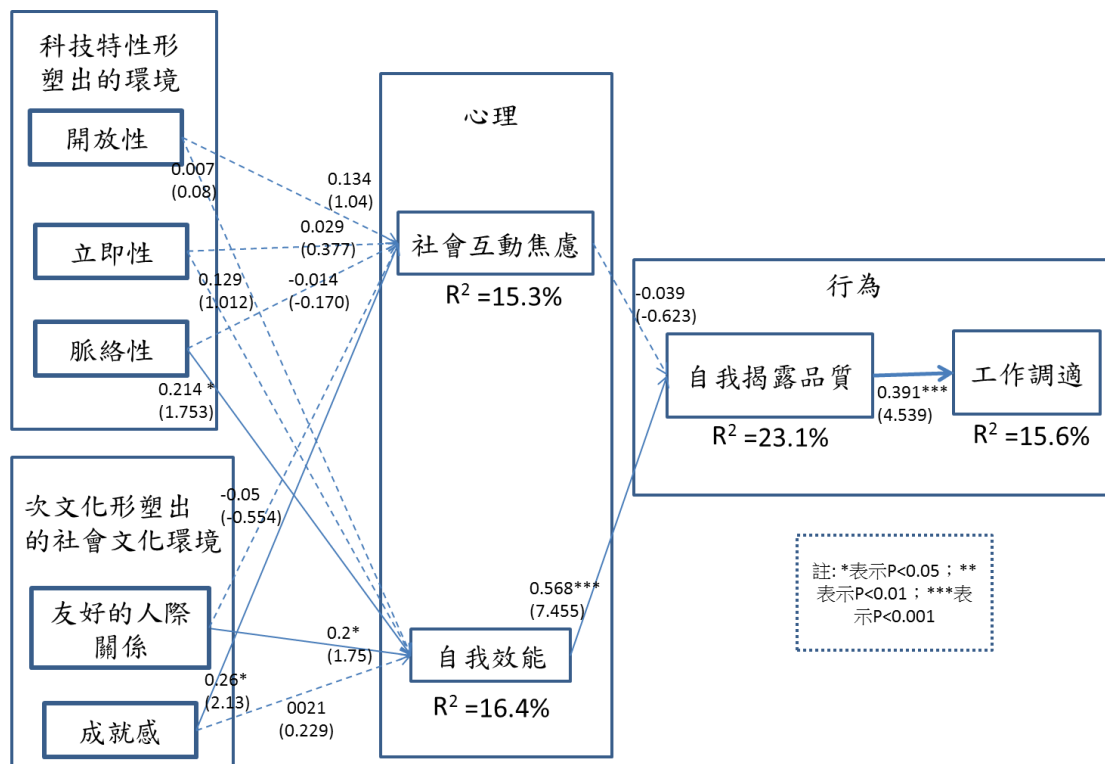 科技特性形
塑出的環境
開放性
0.007
(0.08)
0.134
(1.04)
立即性
0.029
(0.377)
0.129
(1.012)
-0.014
(-0.170)
脈絡性
0.214 *
(1.753)
次文化形塑出
的社會文化環境
-0.05
(-0.554)
友好的人際
關係
0.2*
(1.75)
0.26*
(2.13)
成就感
0021
(0.229)
心理
社會互動焦慮
R² =15.3%
自我效能
R² =16.4%
-0.039
(-0.623)
0.568***
(7.455)
行為
自我揭露品質
R² =23.1%
0.391***
(4.539)
工作調適
R² =15.6%
註: *表示P<0.05；**
表示P<0.01；***表
示P<0.001